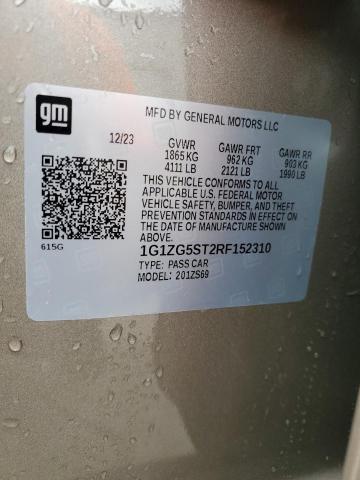 gm
MFD BY GENERAL MOTORS LLC
12/23 GVWR GAWR FRT GAWR RR
1865 KG 962 KG 903 KG
4111 LB 2121 LB 1990 LB
THIS VEHICLE CONFORMS TO ALL
APPLICABLE U.S. FEDERAL MOTOR
VEHICLE SAFETY, BUMPER, AND THEFT
PREVENTION STANDARDS IN EFFECT ON
THE DATE OF MANUFACTURE SHOWN
ABOVE.
615G
1G1ZG5ST2RF152310
TYPE: PASS CAR
MODEL: 201ZS69